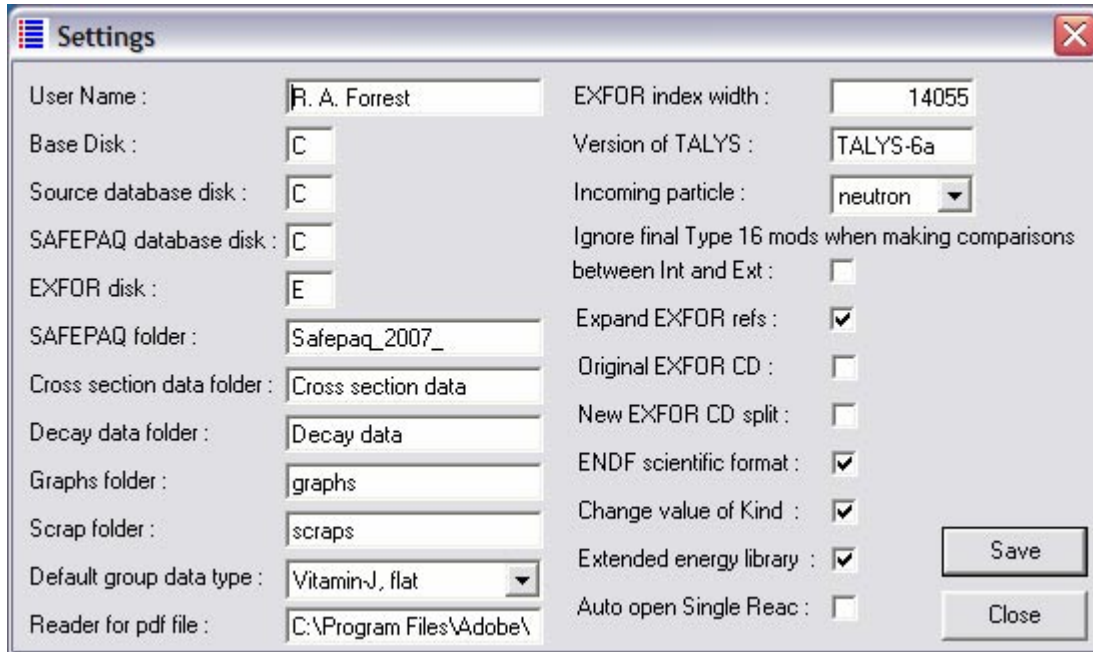 Settings
User Name : R. A. Forrest
Base Disk : C
Source database disk : C
SAFEPAQ database disk : C
EXFOR disk : E
SAFEPAQ folder : Safepaq_2007_
Cross section data folder : Cross section data
Decay data folder : Decay data
Graphs folder : graphs
Scrap folder : scraps
Default group data type : Vitamin-J, flat
Reader for pdf file : C:\Program Files\Adobe\
EXFOR index width : 14055
Version of TALYS : TALYS-6a
Incoming particle : neutron
Ignore final Type 16 mods when making comparisons
between Int and Ext :
Expand EXFOR refs :
Original EXFOR CD :
New EXFOR CD split :
ENDF scientific format :
Change value of Kind :
Extended energy library :
Auto open Single Reac :
Save
Close